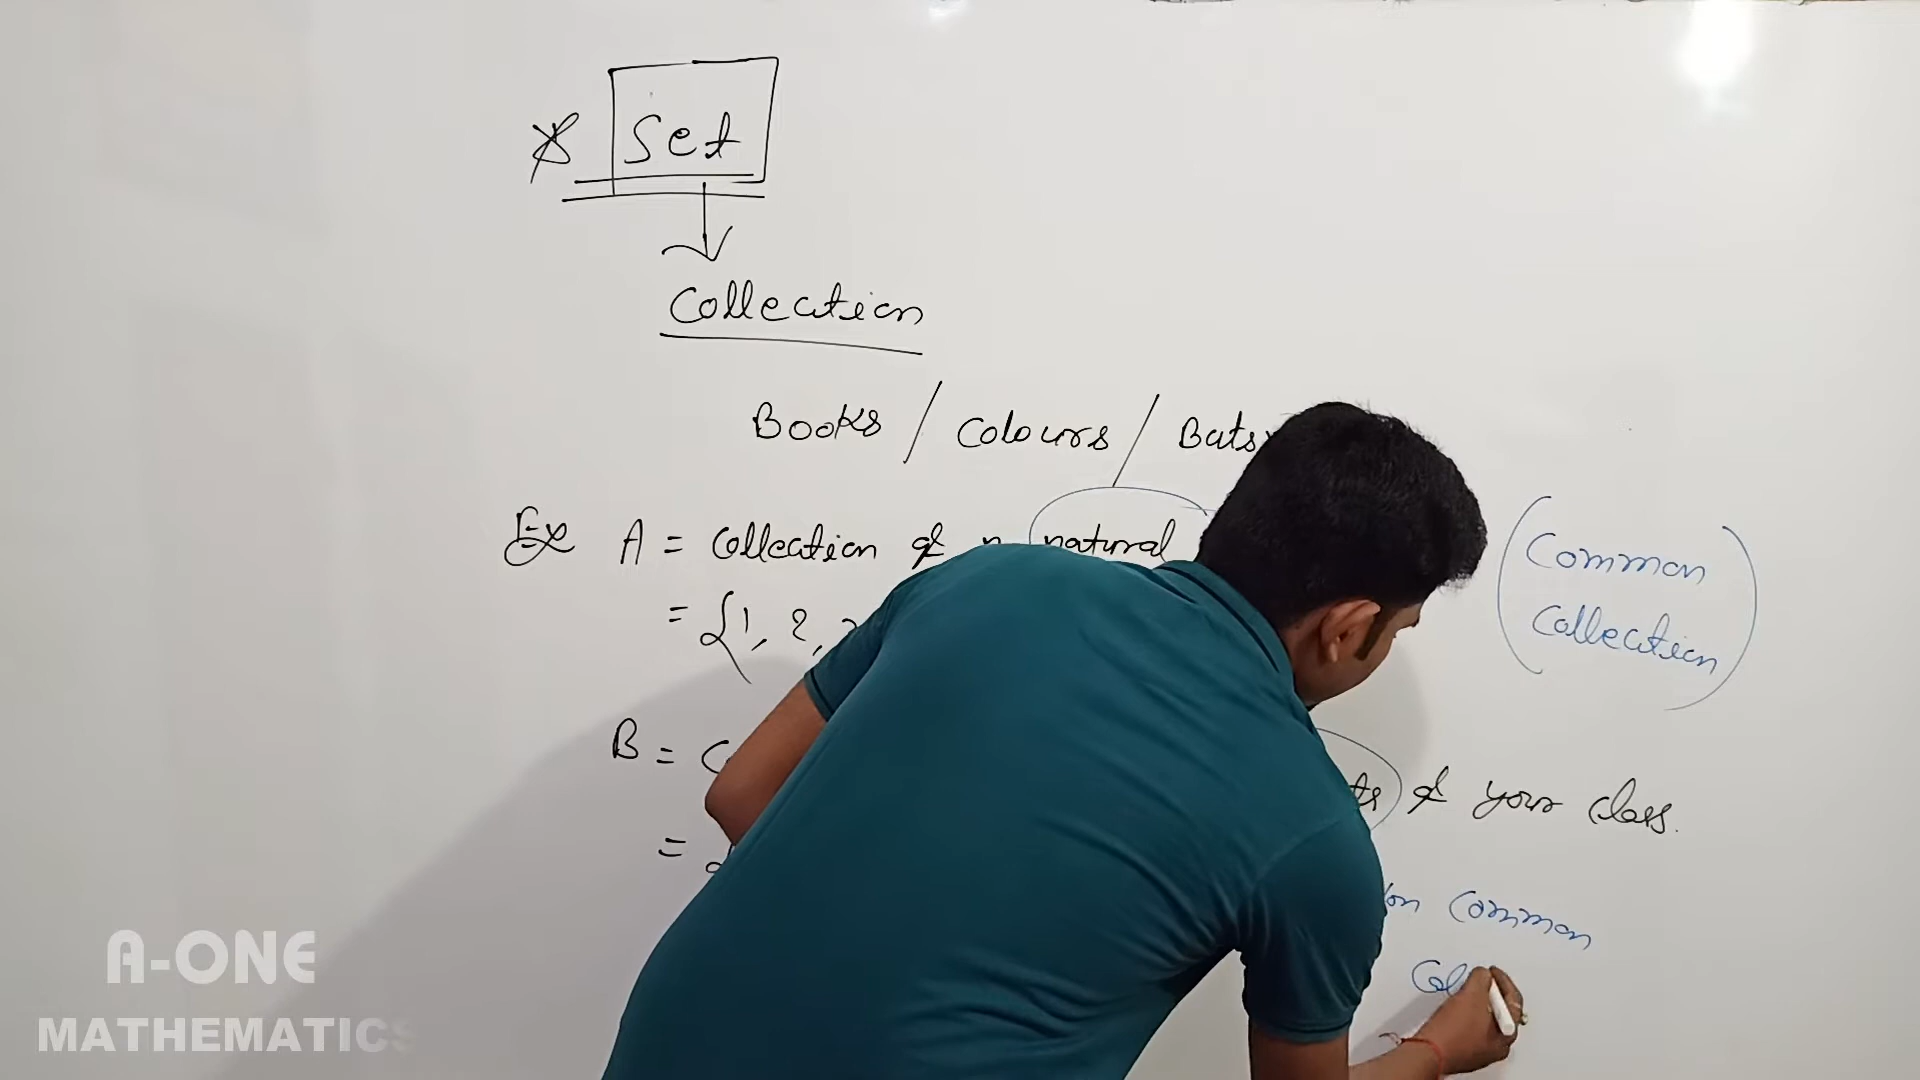 * Set
Collection
Books / Colours / Bats
Ex A = Collection of n natural
= {1, 2,
(Common
Collection)
B =
of your class.
=
Common
A-ONE
MATHEMATICS